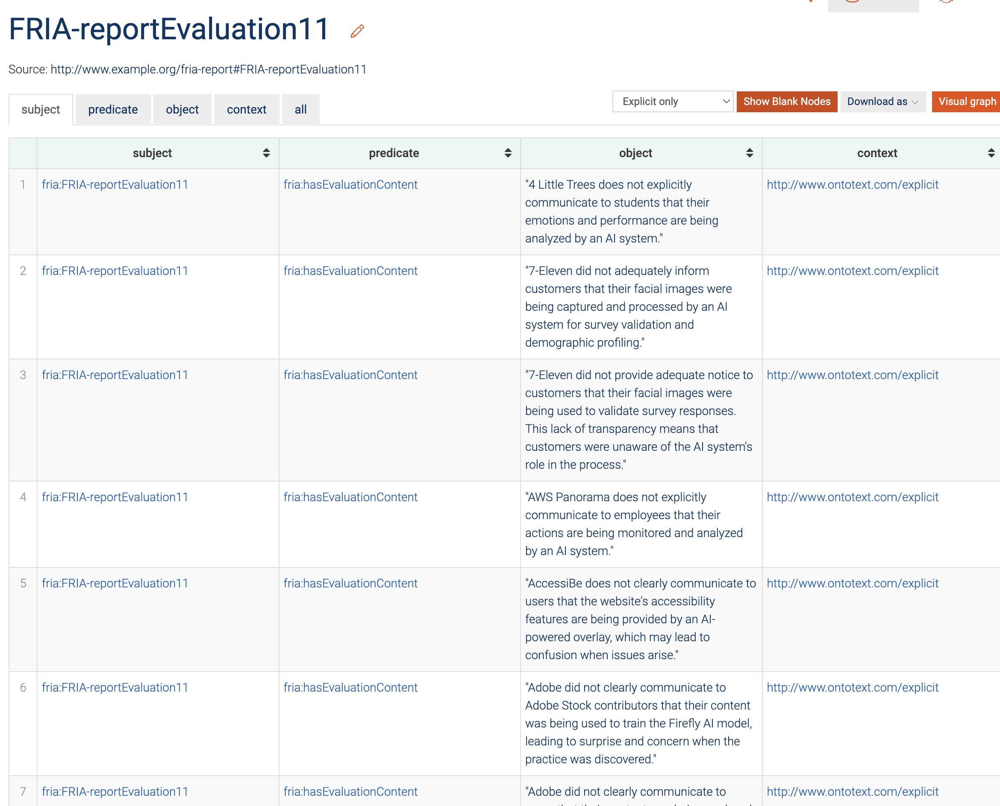 FRIA-reportEvaluation11
Source: http://www.example.org/fria-report#FRIA-reportEvaluation11
subject predicate object context all Explicit only Show Blank Nodes Download as Visual graph
subject predicate object context
1 fria:FRIA-reportEvaluation11 fria:hasEvaluationContent "4 Little Trees does not explicitly http://www.ontotext.com/explicit
communicate to students that their
emotions and performance are being
analyzed by an AI system."
2 fria:FRIA-reportEvaluation11 fria:hasEvaluationContent "7-Eleven did not adequately inform http://www.ontotext.com/explicit
customers that their facial images were
being captured and processed by an AI
system for survey validation and
demographic profiling."
3 fria:FRIA-reportEvaluation11 fria:hasEvaluationContent "7-Eleven did not provide adequate notice to http://www.ontotext.com/explicit
customers that their facial images were
being used to validate survey responses.
This lack of transparency means that
customers were unaware of the AI system's
role in the process."
4 fria:FRIA-reportEvaluation11 fria:hasEvaluationContent "AWS Panorama does not explicitly http://www.ontotext.com/explicit
communicate to employees that their
actions are being monitored and analyzed
by an AI system."
5 fria:FRIA-reportEvaluation11 fria:hasEvaluationContent "AccessiBe does not clearly communicate to http://www.ontotext.com/explicit
users that the website's accessibility
features are being provided by an AI-
powered overlay, which may lead to
confusion when issues arise."
6 fria:FRIA-reportEvaluation11 fria:hasEvaluationContent "Adobe did not clearly communicate to http://www.ontotext.com/explicit
Adobe Stock contributors that their content
was being used to train the Firefly AI model,
leading to surprise and concern when the
practice was discovered."
7 fria:FRIA-reportEvaluation11 fria:hasEvaluationContent "Adobe did not clearly communicate to http://www.ontotext.com/explicit